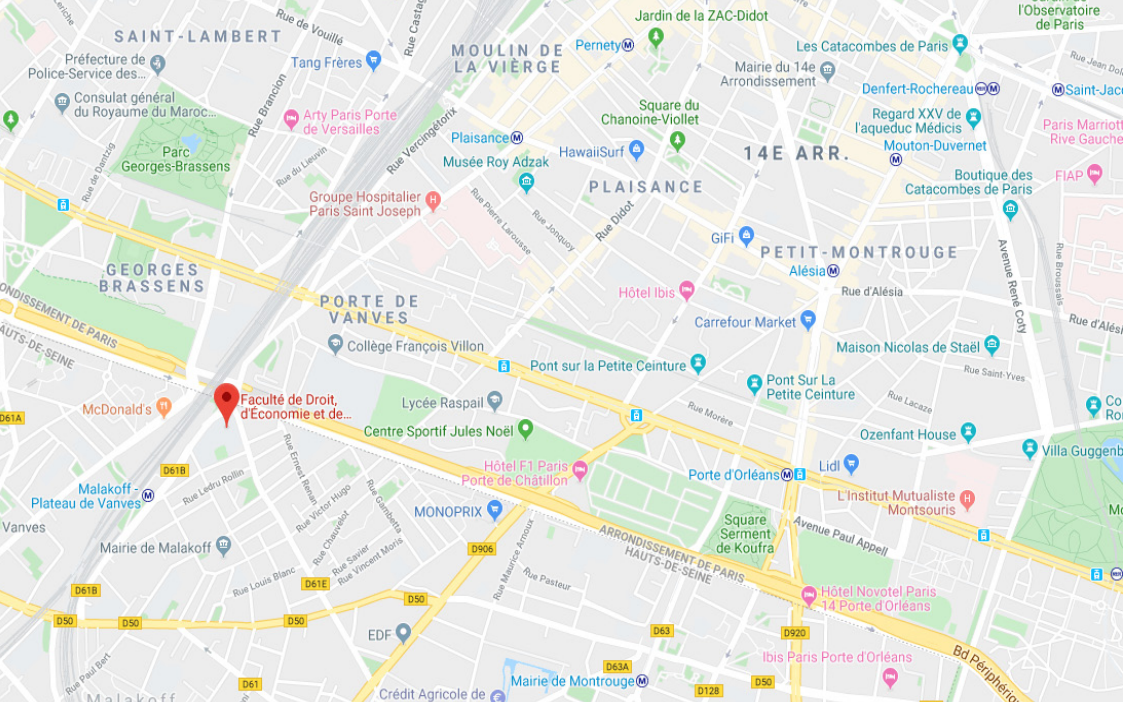 Jardin de la ZAC-Didot
l'Observatoire
de Paris
Rue de Vouillé
SAINT-LAMBERT
Pernety
MOULIN DE
LA VIERGE
Les Catacombes de Paris
Préfecture de
Police-Service des...
Tang Frères
Mairie du 14e
Arrondissement
Denfert-Rochereau
Saint-Jacq
Consulat général
du Royaume du Maroc...
Rue Brancion
Arty Paris Porte
de Versailles
Square du
Chanoine-Viollet
Regard XXV de
l'aqueduc Médicis
Paris Marriott
Rive Gauche
Plaisance
Mouton-Duvernet
HawaiiSurf
14E ARR.
Rue Vercingétorix
Parc
Georges-Brassens
Rue du Lieuvin
Musée Roy Adzak
Rue de Dantzig
PLAISANCE
Boutique des
Catacombes de Paris
FIAP
Groupe Hospitalier
Paris Saint Joseph
Rue Pierre Larousse
Rue Jonquoy
Rue Didot
GiFi
PETIT-MONTROUGE
Alésia
Avenue René Coty
Rue Broussais
GEORGES
BRASSENS
Hôtel Ibis
Rue d'Alésia
PORTE DE
VANVES
Carrefour Market
Rue d'Alési
ONDISSEMENT DE PARIS
AUTS-DE-SEINE
Collège François Villon
Maison Nicolas de Staël
Pont sur la Petite Ceinture
Rue Saint-Yves
Pont Sur La
Petite Ceinture
Faculté de Droit,
d'Économie et de...
McDonald's
Lycée Raspail
Rue Morère
Rue Lacaze
D61A
Centre Sportif Jules Noël
Ozenfant House
Villa Guggenb
D61B
Rue Ledru Rollin
Rue Ernest Renan
Hôtel F1 Paris
Porte de Châtillon
Porte d'Orléans
Lidl
Malakoff -
Plateau de Vanves
Rue Victor Hugo
Rue Gambetta
L'Institut Mutualiste
Montsouris
MONOPRIX
Vanves
Rue Chauvelot
Square
Serment
de Koufra
Avenue Paul Appell
ARRONDISSEMENT DE PARIS
HAUTS-DE-SEINE
Mairie de Malakoff
D906
Rue Savier
Rue Vincent Moris
Rue Maurice Arnoux
Rue Louis Blanc
D61E
Rue Pasteur
D61B
D50
Hôtel Novotel Paris
14 Porte d'Orléans
D50
D50
D50
EDF
D63
D920
Bd Périphériq
Ibis Paris Porte d'Orléans
Rue Paul Bert
D63A
D61
Mairie de Montrouge
D50
D128
Malakoff
Crédit Agricole de